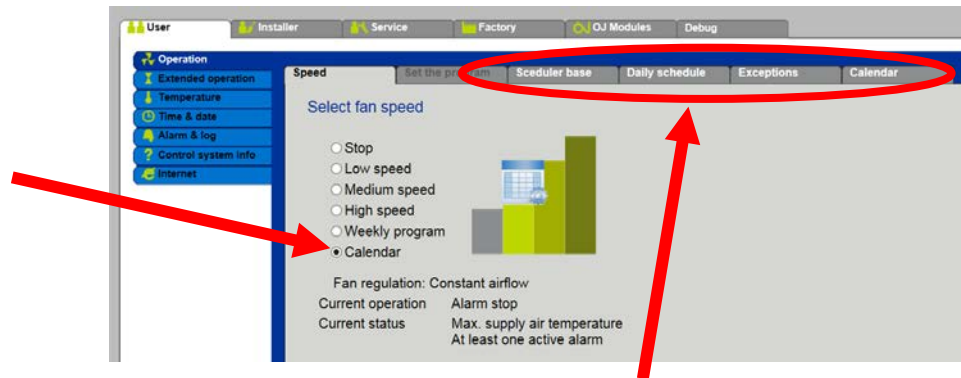 User Installer Service Factory OJ Modules Debug
Operation
Extended operation
Temperature
Time & date
Alarm & log
Control system info
Internet
Speed Set the program Sceduler base Daily schedule Exceptions Calendar
Select fan speed
Stop
Low speed
Medium speed
High speed
Weekly program
Calendar
Fan regulation: Constant airflow
Current operation Alarm stop
Current status Max. supply air temperature
At least one active alarm